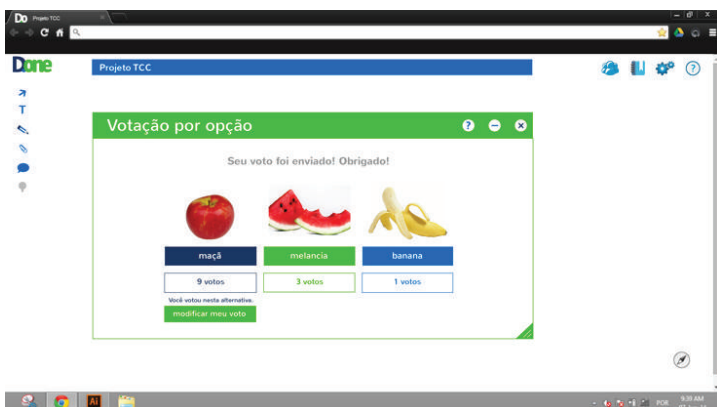 Do Projeto TCC
Done
Projeto TCC
T
Votação por opção
Seu voto foi enviado! Obrigado!
maçã melancia banana
9 votos 3 votos 1 votos
Você votou nesta alternativa.
modificar meu voto
Ai
POR 9:39 AM